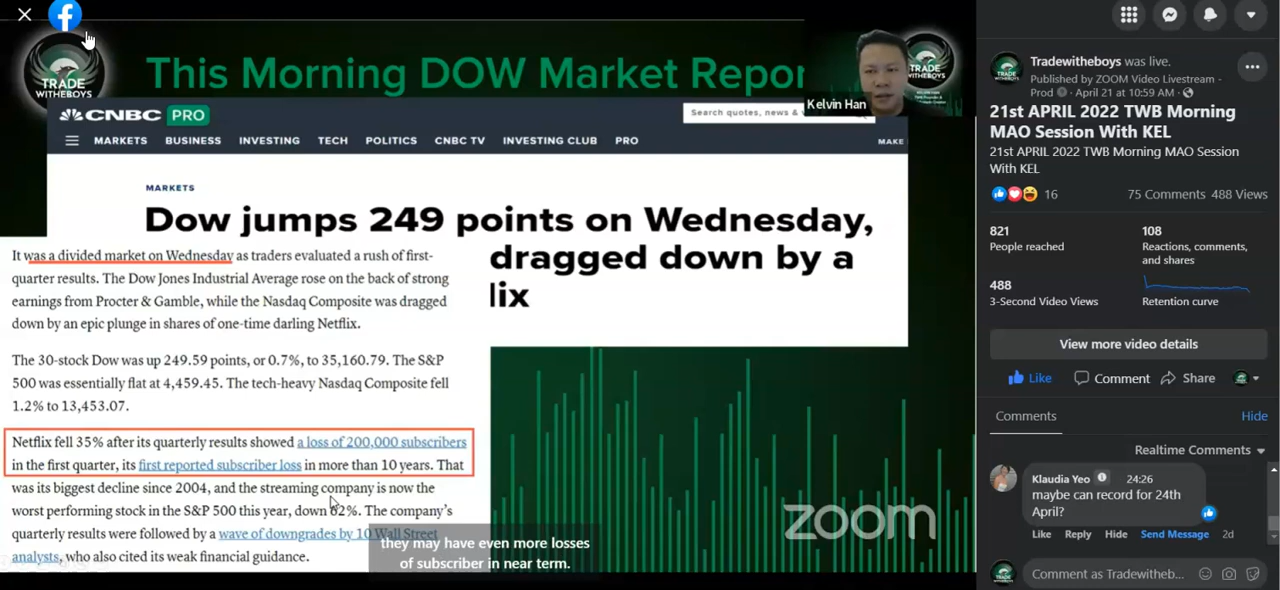 TRADE
WITHEBOYS
This Morning DOW Market Repor
Kelvin Han
TRADE
WITHEBOYS
CNBC PRO
Search quotes, news & v
MARKETS BUSINESS INVESTING TECH POLITICS CNBC TV INVESTING CLUB PRO MAKE
MARKETS
Dow jumps 249 points on Wednesday,
dragged down by a
lix
It was a divided market on Wednesday as traders evaluated a rush of first-
quarter results. The Dow Jones Industrial Average rose on the back of strong
earnings from Procter & Gamble, while the Nasdaq Composite was dragged
down by an epic plunge in shares of one-time darling Netflix.
The 30-stock Dow was up 249.59 points, or 0.7%, to 35,160.79. The S&P
500 was essentially flat at 4,459.45. The tech-heavy Nasdaq Composite fell
1.2% to 13,453.07.
Netflix fell 35% after its quarterly results showed a loss of 200,000 subscribers
in the first quarter, its first reported subscriber loss in more than 10 years. That
was its biggest decline since 2004, and the streaming company is now the
worst performing stock in the S&P 500 this year, down 62%. The company's
quarterly results were followed by a wave of downgrades by 10 Wall Street
analysts, who also cited its weak financial guidance.
they may have even more losses
of subscriber in near term.
zoom
Tradewitheboys was live.
Published by ZOOM Video Livestream -
Prod · April 21 at 10:59 AM ·
21st APRIL 2022 TWB Morning
MAO Session With KEL
21st APRIL 2022 TWB Morning MAO Session
With KEL
16 75 Comments 488 Views
821
People reached
108
Reactions, comments,
and shares
488
3-Second Video Views
Retention curve
View more video details
Like Comment Share
Comments Hide
Realtime Comments
Klaudia Yeo 24:26
maybe can record for 24th
April?
Like Reply Hide Send Message 2d
Comment as Tradewitheb...